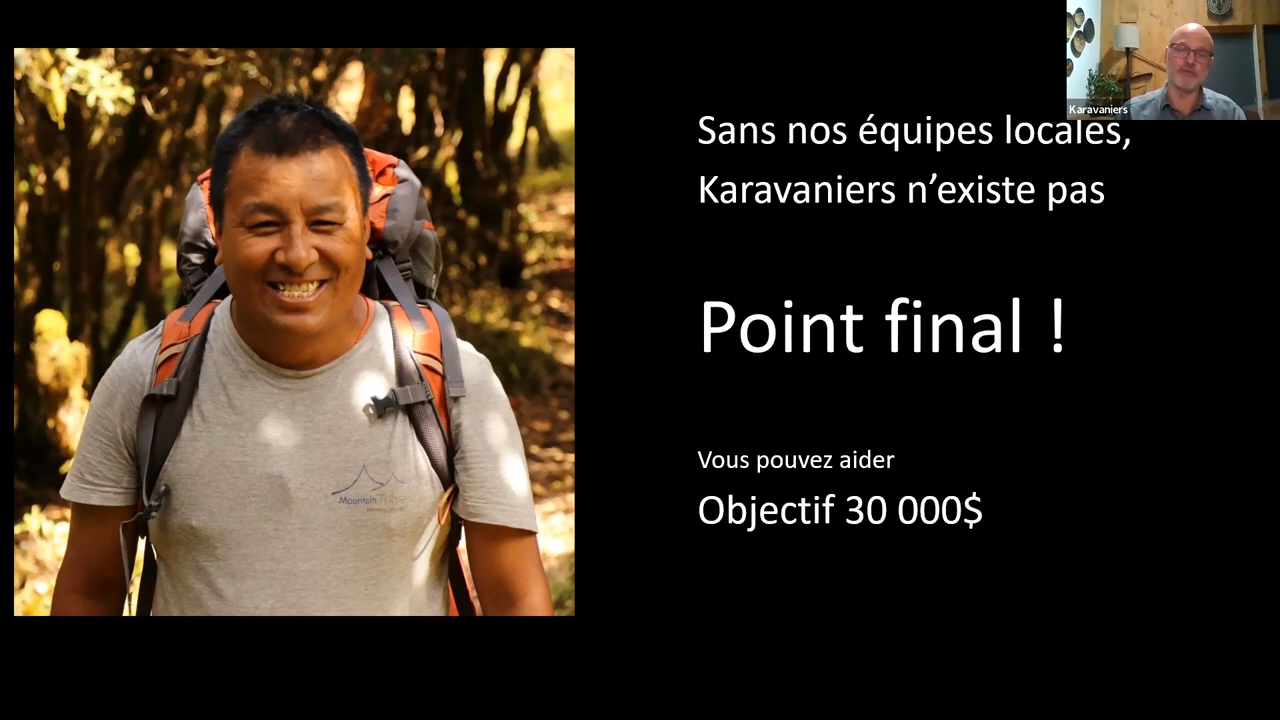 Karavaniers
Sans nos équipes locales,
Karavaniers n’existe pas
Point final !
Vous pouvez aider
Objectif 30 000$
Mountain